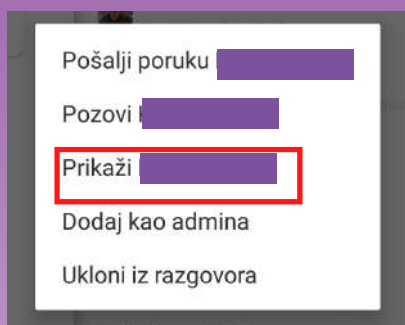 Pošalji poruku
Pozovi
Prikaži
Dodaj kao admina
Ukloni iz razgovora